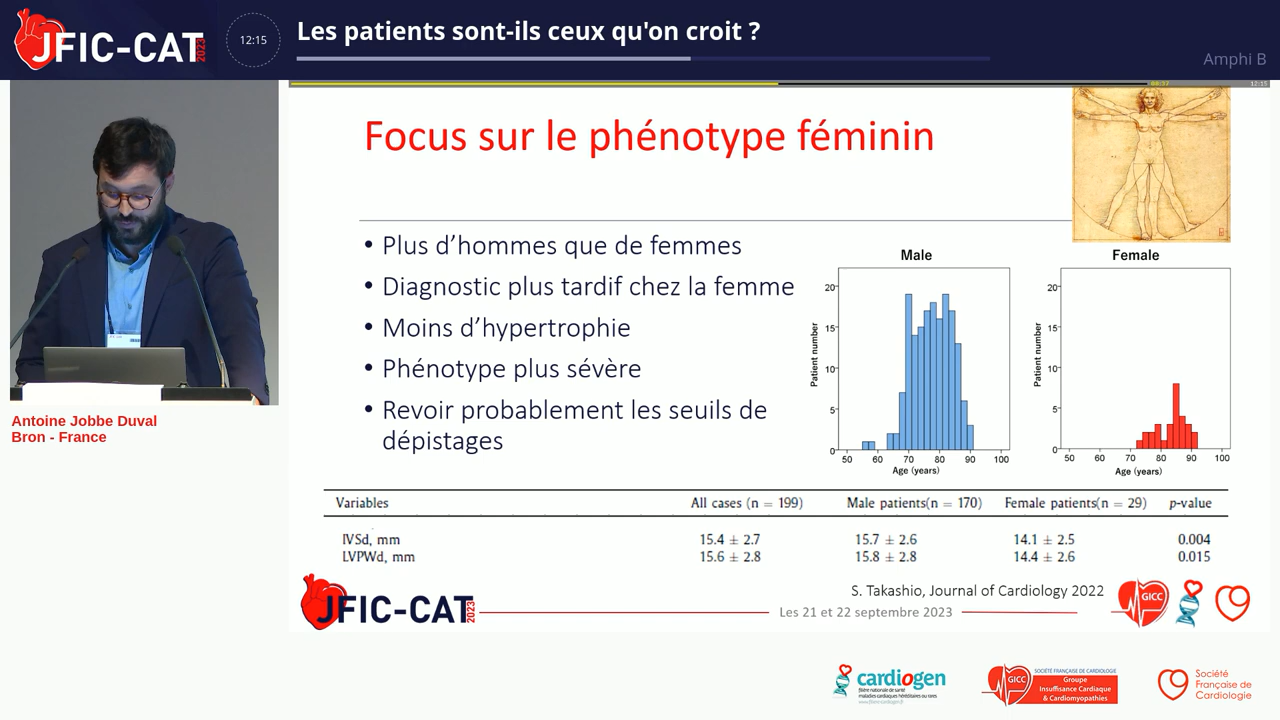 JFIC-CAT 2023
12:15
Les patients sont-ils ceux qu'on croit ?
Amphi B
00:37
12:15
Focus sur le phénotype féminin
• Plus d'hommes que de femmes
• Diagnostic plus tardif chez la femme
• Moins d'hypertrophie
• Phénotype plus sévère
• Revoir probablement les seuils de
dépistages
Male
Patient number
20
15
10
5
0
50 60 70 80 90 100
Age (years)
Female
Patient number
20
15
10
5
0
50 60 70 80 90 100
Age (years)
Antoine Jobbe Duval
Bron - France
Variables All cases (n = 199) Male patients(n = 170) Female patients(n = 29) p-value
IVSd, mm 15.4 ± 2.7 15.7 ± 2.6 14.1 ± 2.5 0.004
LVPWd, mm 15.6 ± 2.8 15.8 ± 2.8 14.4 ± 2.6 0.015
S. Takashio, Journal of Cardiology 2022
JFIC-CAT 2023
Les 21 et 22 septembre 2023
GICC
cardiogen
filière nationale de santé
maladies cardiaques héréditaires ou rares
www.filiere-cardiogen.fr
GICC
SOCIÉTÉ FRANÇAISE DE CARDIOLOGIE
Groupe
Insuffisance Cardiaque
& Cardiomyopathies
Société
Française de
Cardiologie